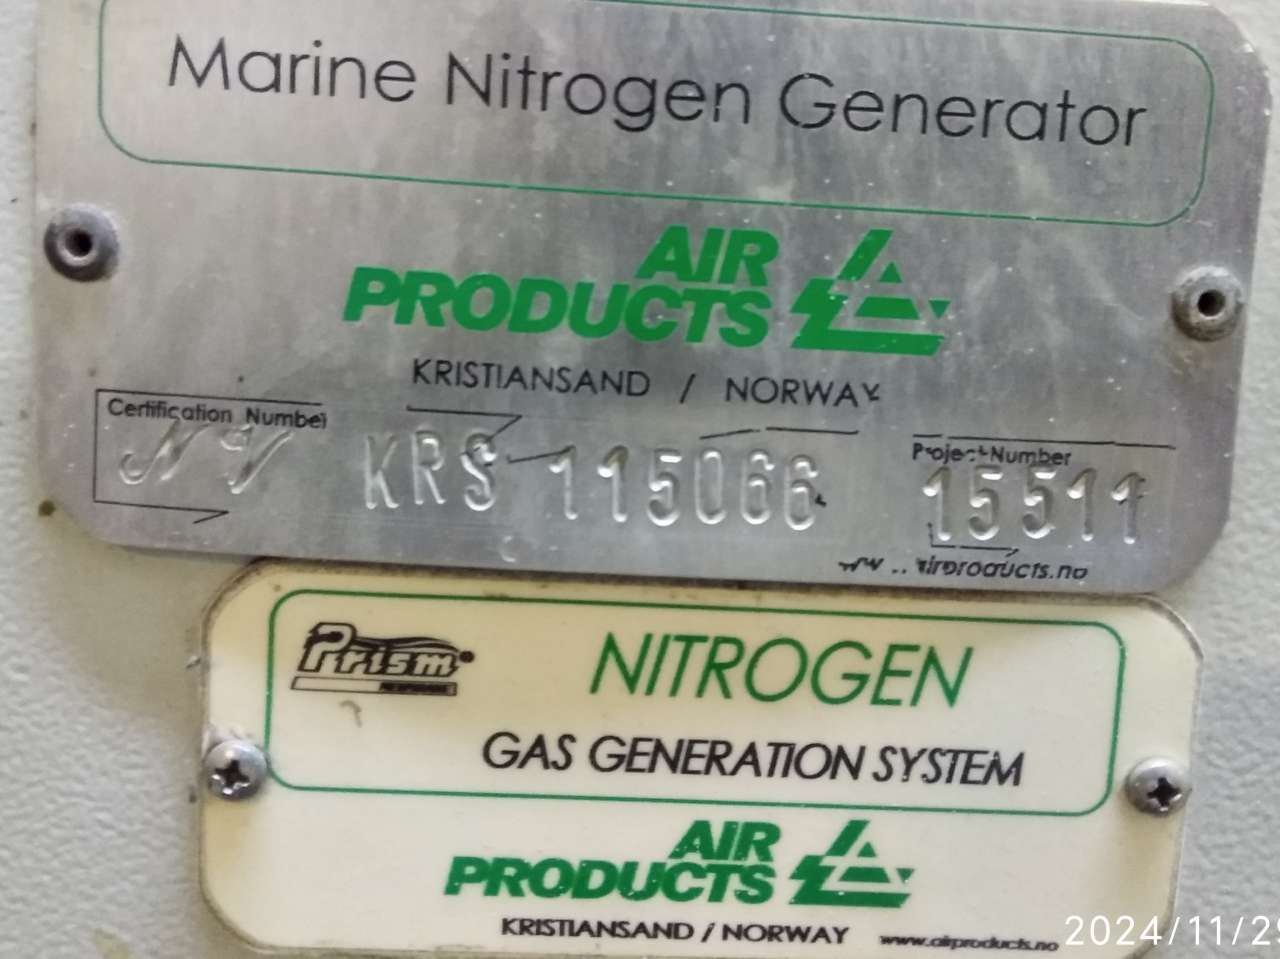 Marine Nitrogen Generator
AIR
PRODUCTS
KRISTIANSAND / NORWAY
Certification Number
NV KRS 115066
Project Number
15511
airproducts.no
Prism®
NITROGEN
GAS GENERATION SYSTEM
AIR
PRODUCTS
KRISTIANSAND / NORWAY
www.airproducts.no
2024/11/29